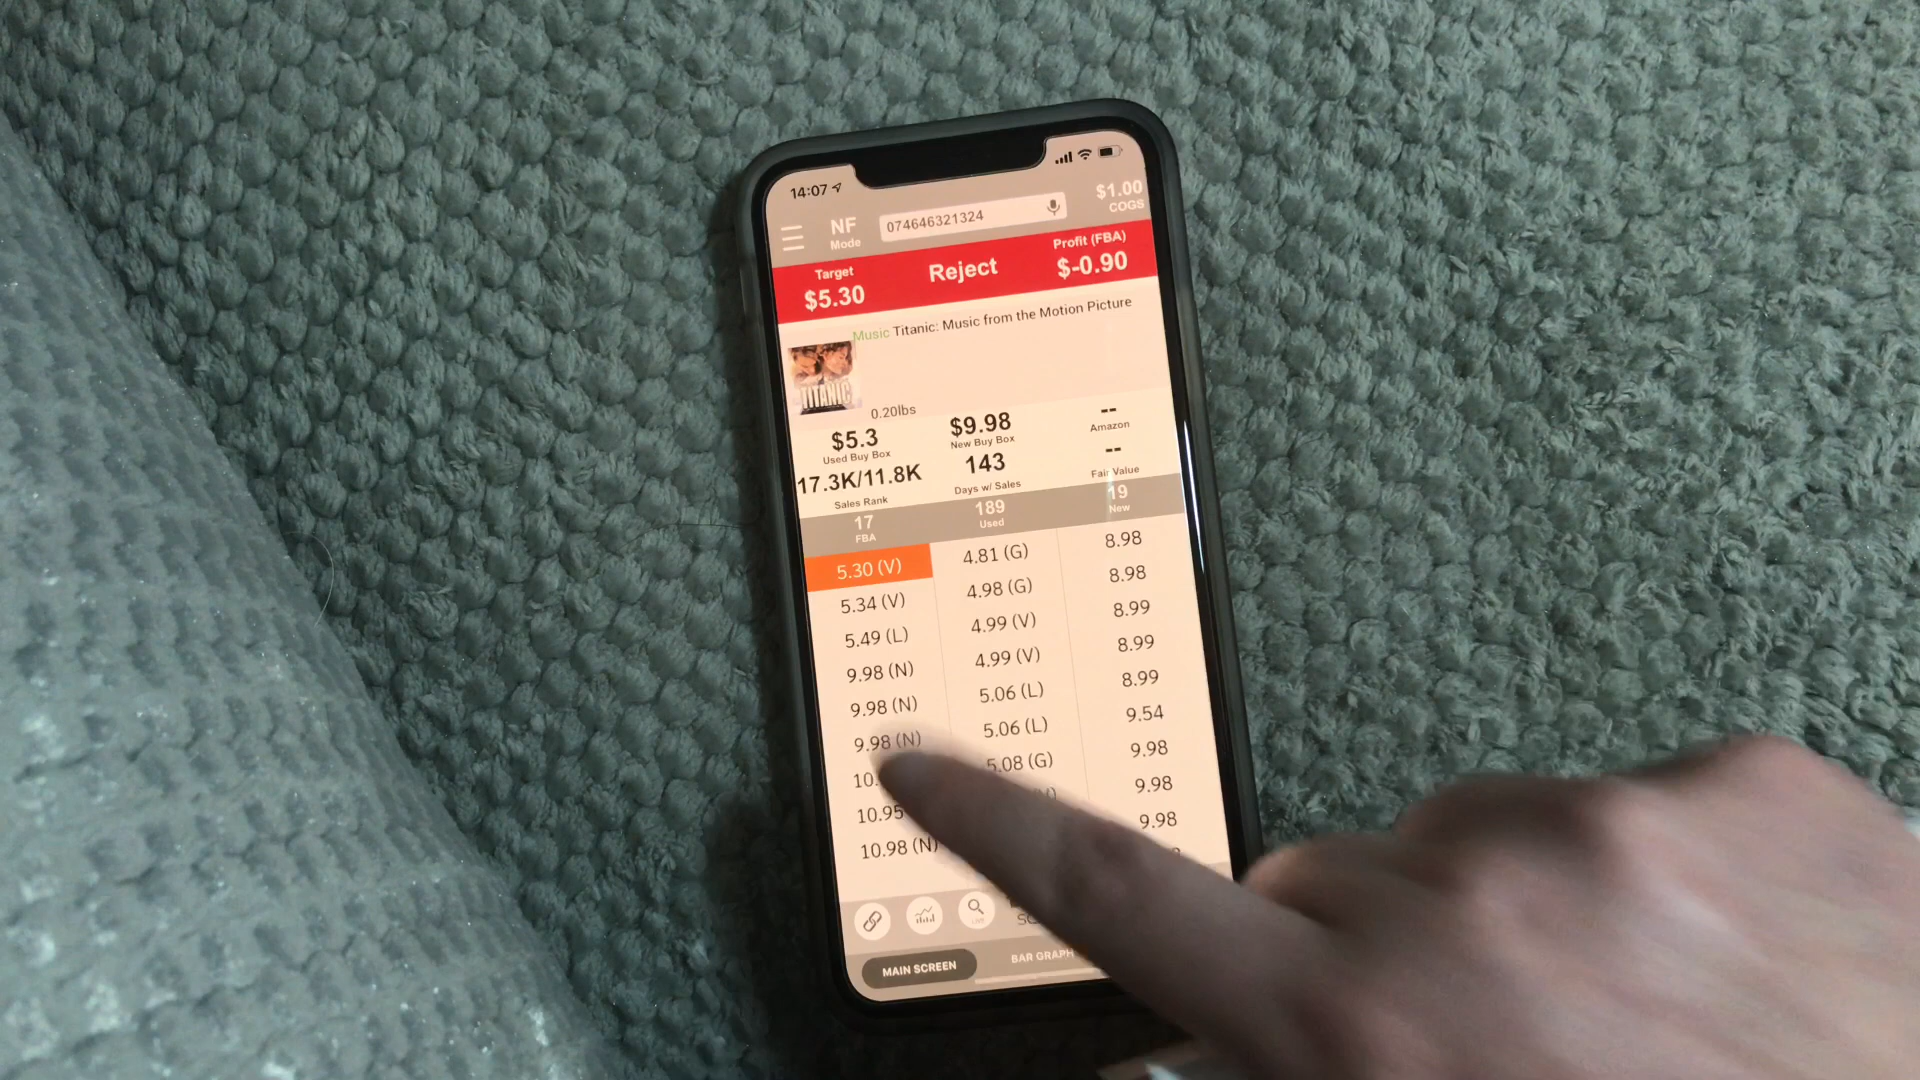 14:07
NF
Mode
074646321324
$1.00
COGS
Target
$5.30
Reject
Profit (FBA)
$-0.90
Music Titanic: Music from the Motion Picture
TITANIC
0.20lbs
$5.3
Used Buy Box
$9.98
New Buy Box
--
Amazon
17.3K/11.8K
Sales Rank
143
Days w/ Sales
--
Fair Value
17
FBA
189
Used
19
New
5.30 (V)
4.81 (G)
8.98
5.34 (V)
4.98 (G)
8.98
5.49 (L)
4.99 (V)
8.99
9.98 (N)
4.99 (V)
8.99
9.98 (N)
5.06 (L)
8.99
9.98 (N)
5.06 (L)
9.54
5.08 (G)
9.98
10.95
9.98
10.98 (N)
9.98
MAIN SCREEN
BAR GRAPH